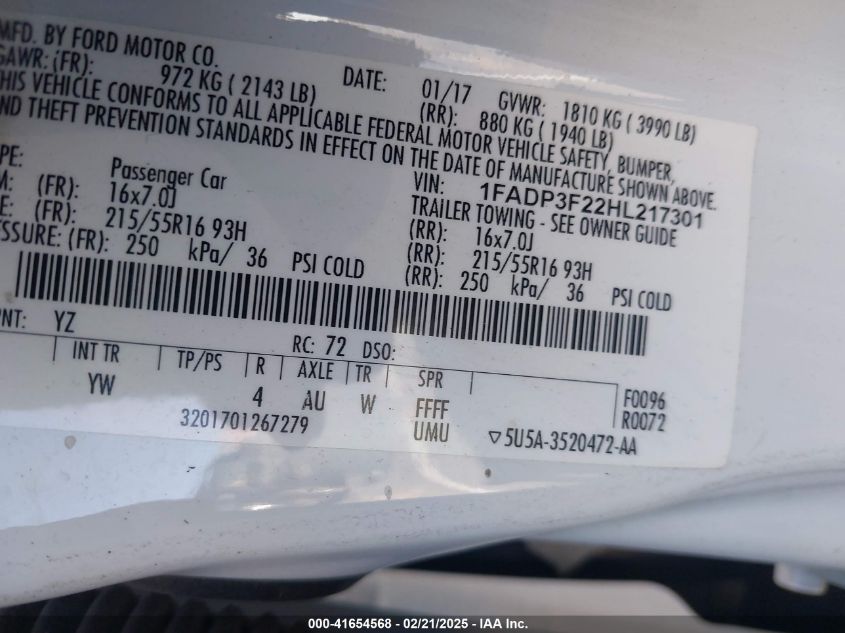 MFD. BY FORD MOTOR CO.
GAWR: (FR): 972 KG ( 2143 LB) DATE: 01/17 GVWR: 1810 KG ( 3990 LB)
(RR): 880 KG ( 1940 LB)
THIS VEHICLE CONFORMS TO ALL APPLICABLE FEDERAL MOTOR VEHICLE SAFETY, BUMPER,
AND THEFT PREVENTION STANDARDS IN EFFECT ON THE DATE OF MANUFACTURE SHOWN ABOVE.
PE: Passenger Car VIN: 1FADP3F22HL217301
TRAILER TOWING - SEE OWNER GUIDE
M: (FR): 16x7.0J (RR): 16x7.0J
E: (FR): 215/55R16 93H (RR): 215/55R16 93H
SSURE: (FR): 250 kPa/ 36 PSI COLD (RR): 250 kPa/ 36 PSI COLD
NT: YZ RC: 72 DSO:
INT TR TP/PS R AXLE TR SPR F0096
YW 4 AU W FFFF R0072
3201701267279 UMU ▽5U5A-3520472-AA
000-41654568 - 02/21/2025 - IAA Inc.